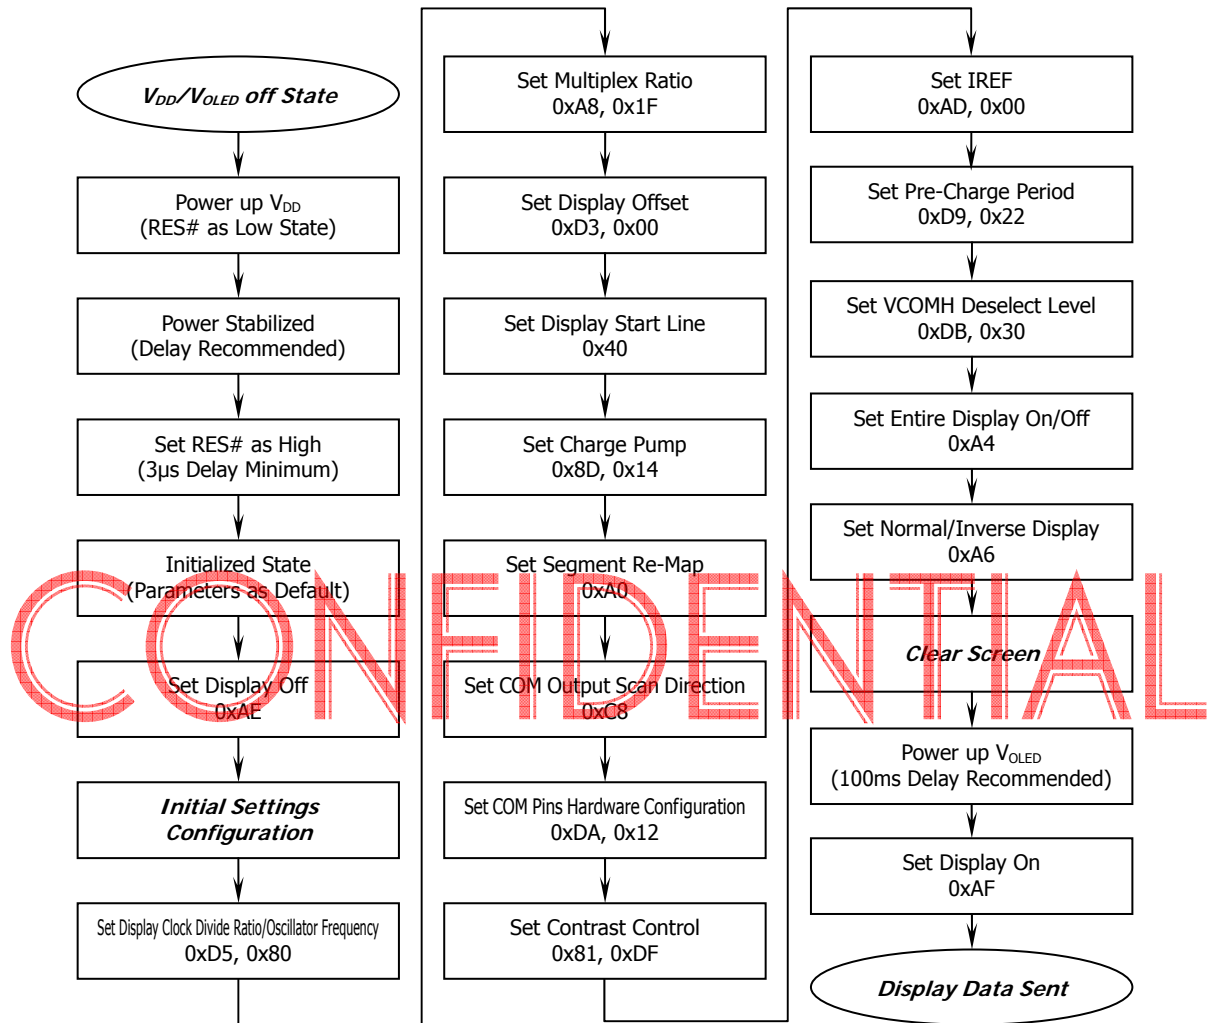 V_DD/V_OLED off State
Power up V_DD
(RES# as Low State)
Power Stabilized
(Delay Recommended)
Set RES# as High
(3μs Delay Minimum)
Initialized State
(Parameters as Default)
Set Display Off
0xAE
Initial Settings
Configuration
Set Display Clock Divide Ratio/Oscillator Frequency
0xD5, 0x80
Set Multiplex Ratio
0xA8, 0x1F
Set Display Offset
0xD3, 0x00
Set Display Start Line
0x40
Set Charge Pump
0x8D, 0x14
Set Segment Re-Map
0xA0
Set COM Output Scan Direction
0xC8
Set COM Pins Hardware Configuration
0xDA, 0x12
Set Contrast Control
0x81, 0xDF
Set IREF
0xAD, 0x00
Set Pre-Charge Period
0xD9, 0x22
Set VCOMH Deselect Level
0xDB, 0x30
Set Entire Display On/Off
0xA4
Set Normal/Inverse Display
0xA6
Clear Screen
Power up V_OLED
(100ms Delay Recommended)
Set Display On
0xAF
Display Data Sent
CONFIDENTIAL